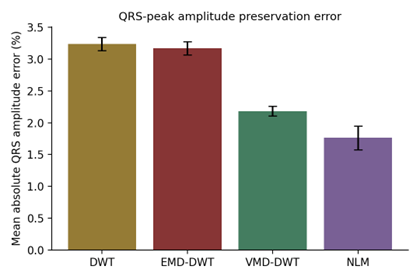 QRS-peak amplitude preservation error
Mean absolute QRS amplitude error (%)
3.5
3.0
2.5
2.0
1.5
1.0
0.5
0.0
DWT EMD-DWT VMD-DWT NLM